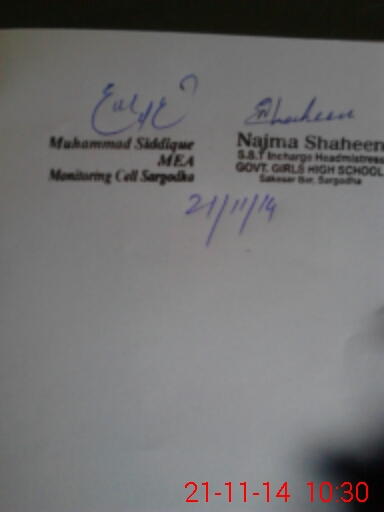 Shaheen
Muhammad Siddique
MEA
Monitoring Cell Sargodha
Najma Shaheen
S.S.T Incharge Headmistress
GOVT. GIRLS HIGH SCHOOL
Sakesar Bar, Sargodha
21/11/14
21-11-14 10:30